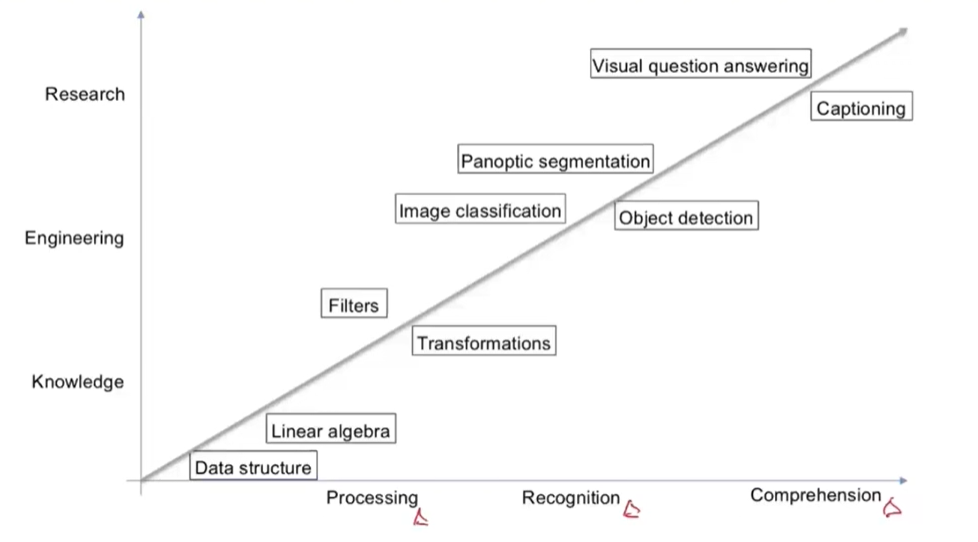 Visual question answering
Research
Captioning
Panoptic segmentation
Image classification
Object detection
Engineering
Filters
Transformations
Knowledge
Linear algebra
Data structure
Processing
Recognition
Comprehension